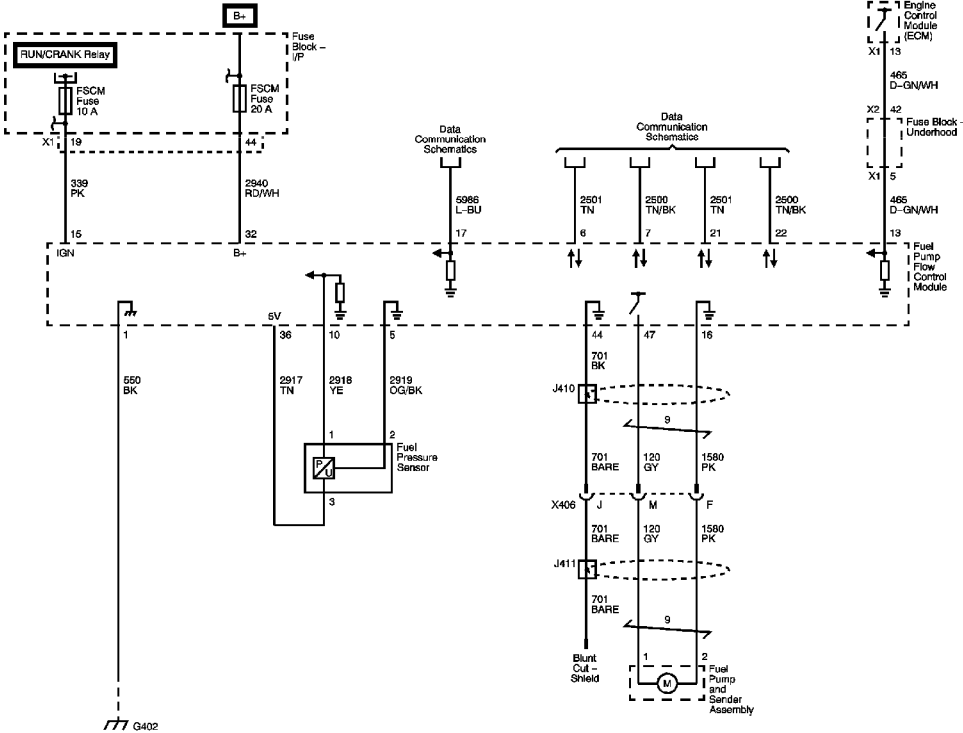 B+
Fuse
Block –
I/P
RUN/CRANK Relay
FSCM
Fuse
10 A
FSCM
Fuse
20 A
X1
19
44
Engine
Control
Module
(ECM)
X1
13
465
D–GN/WH
X2
42
Fuse Block -
Underhood
X1
5
465
D–GN/WH
Data
Communication
Schematics
Data
Communication
Schematics
339
PK
2940
RD/WH
5986
L–BU
2501
TN
2500
TN/BK
2501
TN
2500
TN/BK
15
32
17
6
7
21
22
13
IGN
B+
Fuel
Pump
Flow
Control
Module
5V
1
36
10
5
44
47
16
550
BK
2917
TN
2918
YE
2919
OG/BK
701
BK
J410
9
1
2
Fuel
Pressure
Sensor
P
U
3
701
BARE
120
GY
1580
PK
X406
J
M
F
701
BARE
120
GY
1580
PK
J411
701
BARE
9
Blunt
Cut –
Shield
1
2
M
Fuel
Pump
and
Sender
Assembly
G402